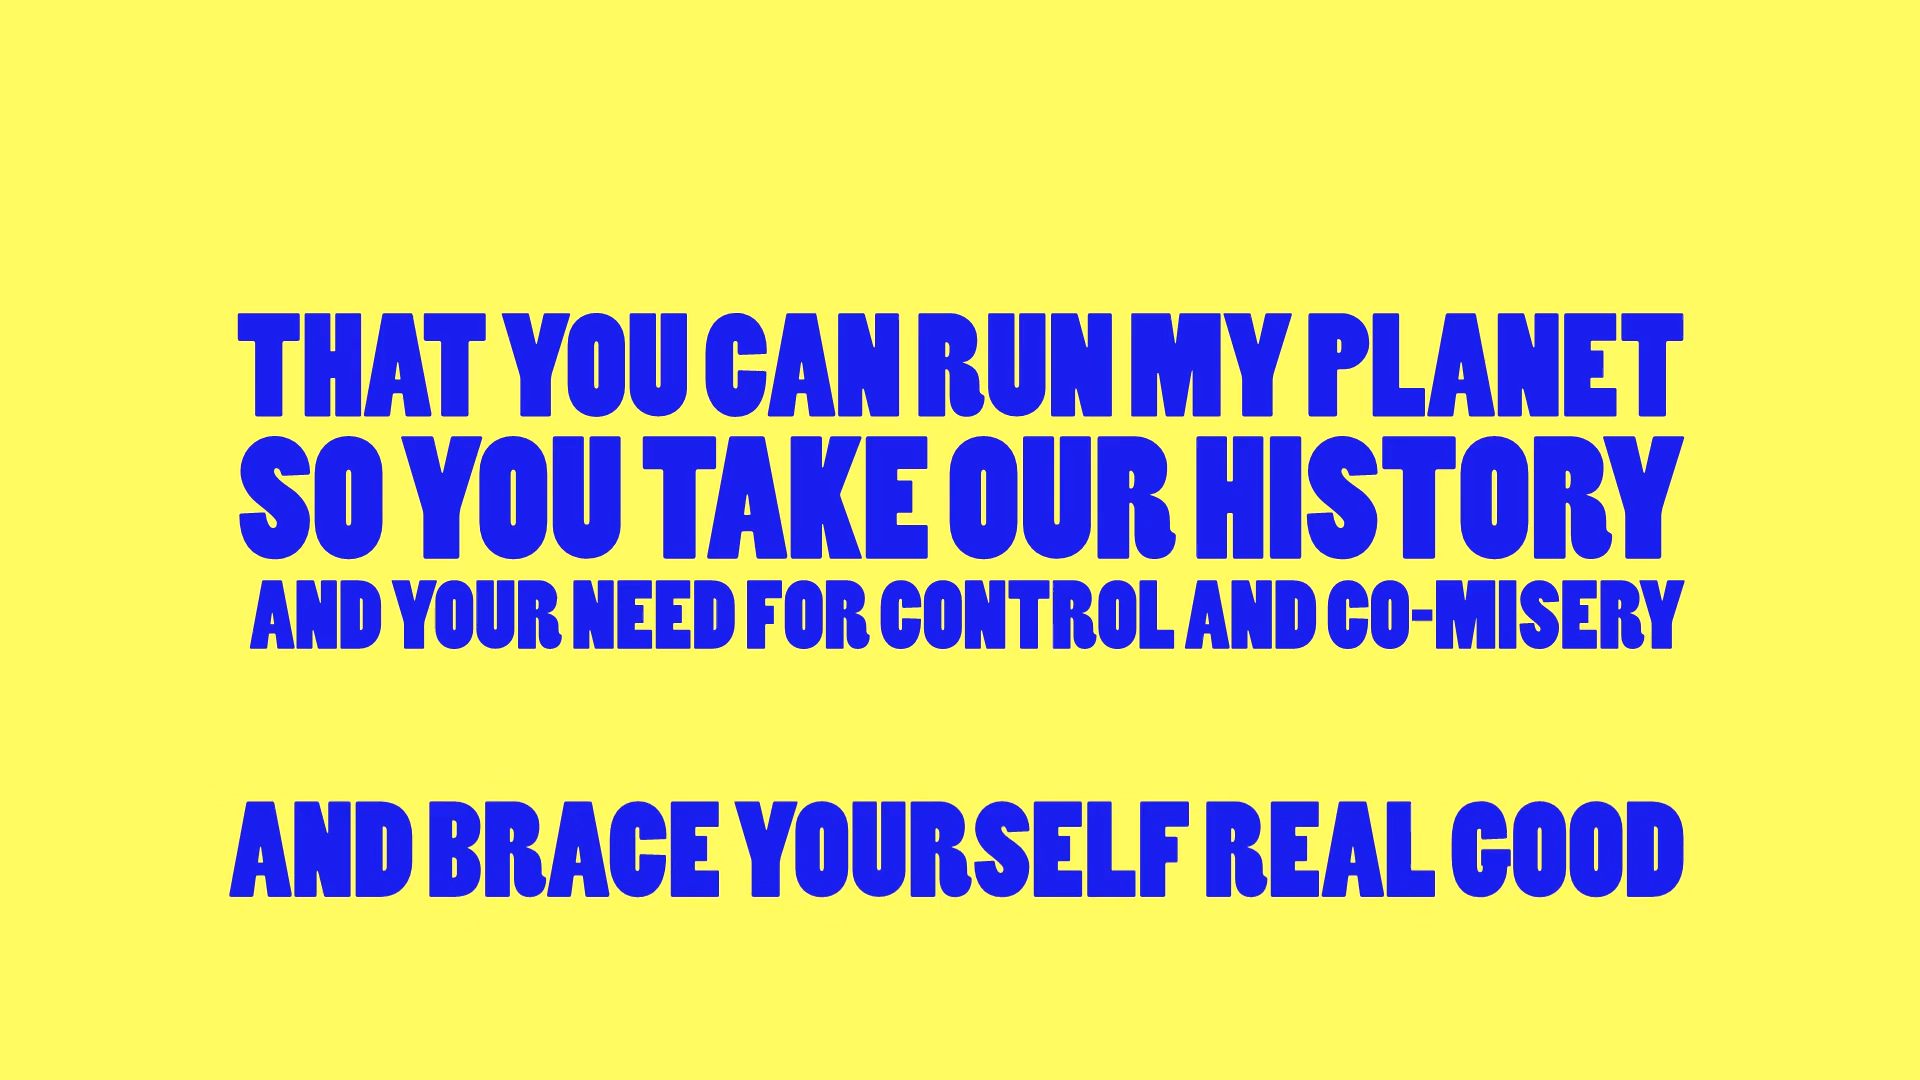 THAT YOU CAN RUN MY PLANET
SO YOU TAKE OUR HISTORY
AND YOUR NEED FOR CONTROL AND CO-MISERY
AND BRACE YOURSELF REAL GOOD